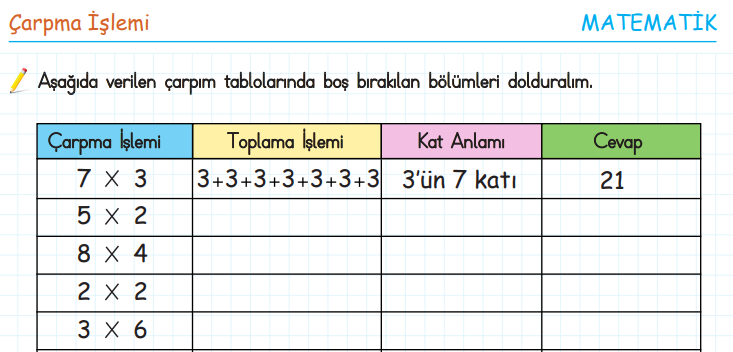 Çarpma İşlemi MATEMATİK
Aşağıda verilen çarpım tablolarında boş bırakılan bölümleri dolduralım.
Çarpma İşlemi Toplama İşlemi Kat Anlamı Cevap
7 X 3 3+3+3+3+3+3+3 3'ün 7 katı 21
5 X 2
8 X 4
2 X 2
3 X 6